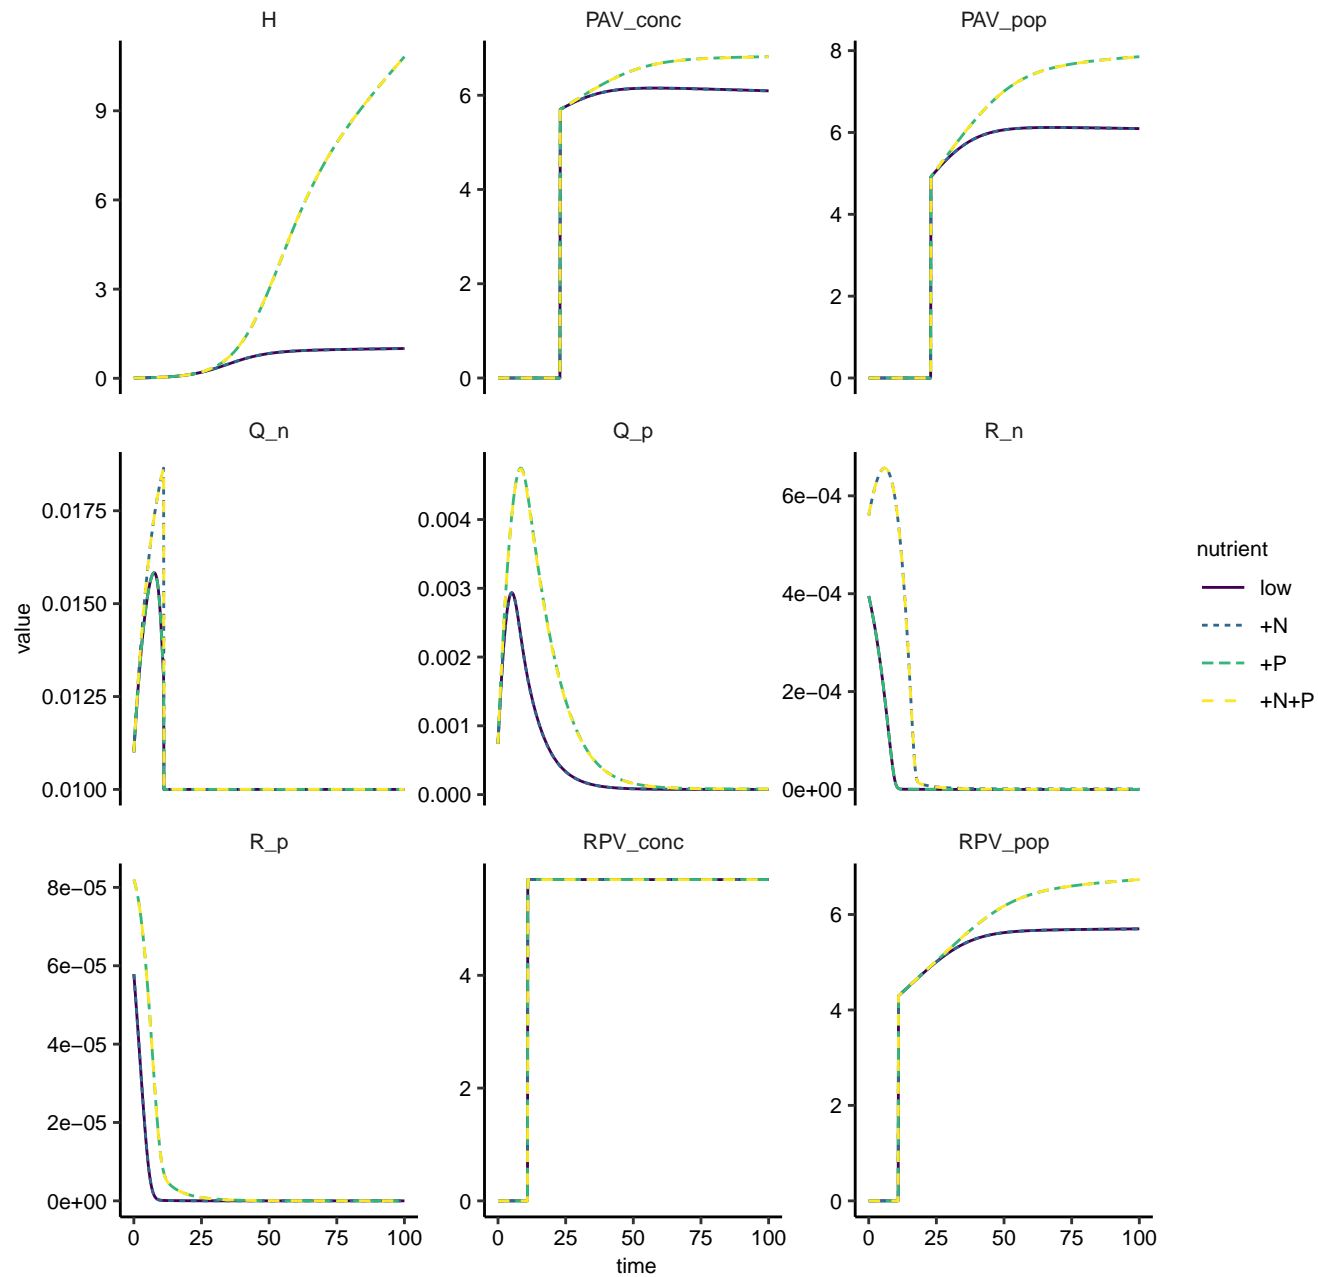 H
PAV_conc
PAV_pop
9
6
3
0
6
4
2
0
8
6
4
2
0
Q_n
Q_p
R_n
0.0175
0.0150
0.0125
0.0100
0.004
0.003
0.002
0.001
0.000
6e−04
4e−04
2e−04
0e+00
R_p
RPV_conc
RPV_pop
8e−05
6e−05
4e−05
2e−05
0e+00
4
2
0
6
4
2
0
0 25 50 75 100
0 25 50 75 100
0 25 50 75 100
time
value
nutrient
low
+N
+P
+N+P